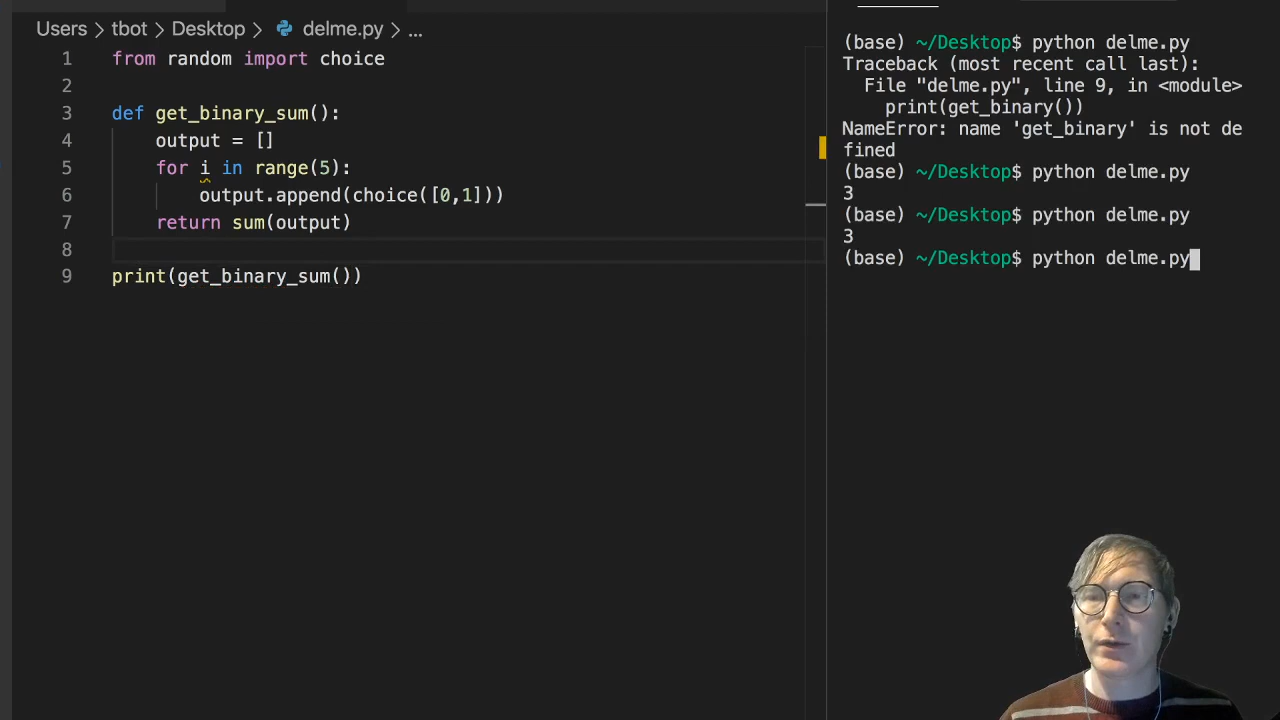 Users > tbot > Desktop > delme.py > ...
1 from random import choice
2
3 def get_binary_sum():
4 output = []
5 for i in range(5):
6 output.append(choice([0,1]))
7 return sum(output)
8
9 print(get_binary_sum())
(base) ~/Desktop$ python delme.py
Traceback (most recent call last):
File "delme.py", line 9, in <module>
print(get_binary())
NameError: name 'get_binary' is not de
fined
(base) ~/Desktop$ python delme.py
3
(base) ~/Desktop$ python delme.py
3
(base) ~/Desktop$ python delme.py